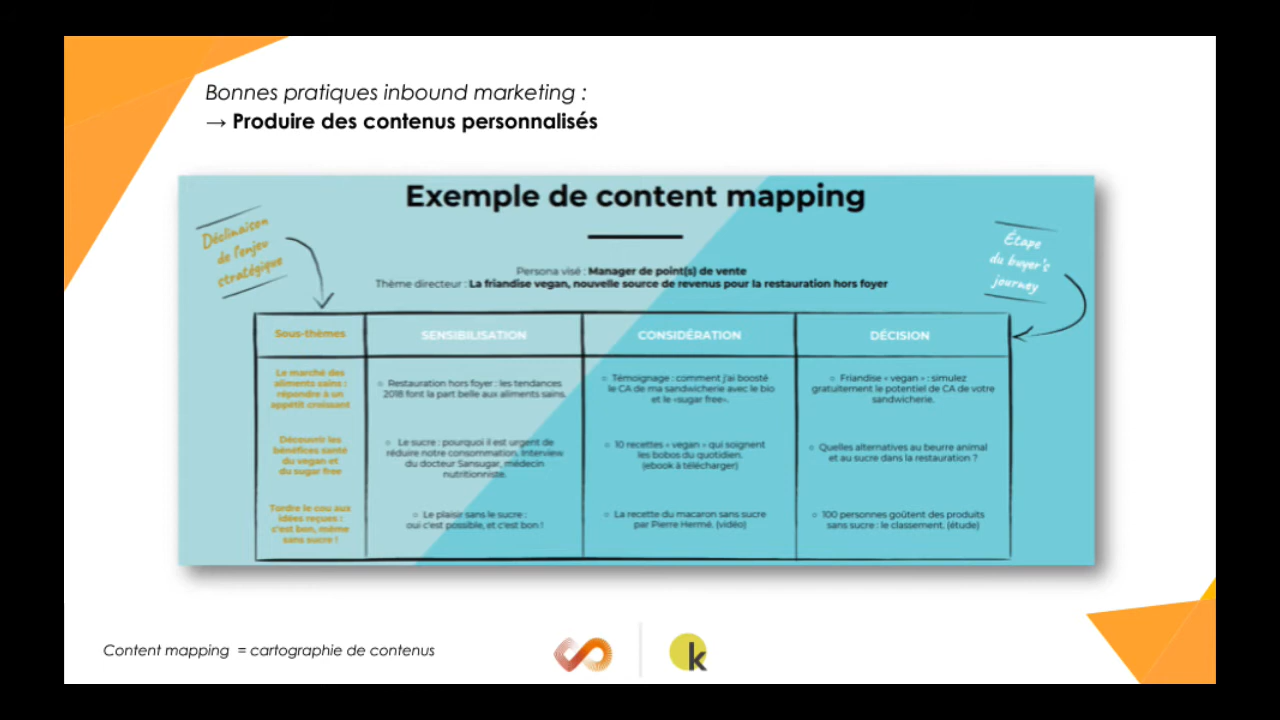 Bonnes pratiques inbound marketing :
→ Produire des contenus personnalisés
Exemple de content mapping
Déclinaison
de l'enjeu
stratégique
Étape
du buyer's
journey
Persona visé : Manager de point(s) de vente
Thème directeur : La friandise vegan, nouvelle source de revenus pour la restauration hors foyer
Sous-thèmes
SENSIBILISATION
CONSIDÉRATION
DÉCISION
Le marché des
aliments sains :
répondre à un
appétit croissant
Restauration hors foyer : les tendances
2018 font la part belle aux aliments sains.
Témoignage : comment j'ai boosté
le CA de ma sandwicherie avec le bio
et le «sugar free».
Friandise « vegan » : simulez
gratuitement le potentiel de CA de votre
sandwicherie.
Découvrir les
bénéfices santé
du vegan et
du sugar free
Le sucre : pourquoi il est urgent de
réduire notre consommation. Interview
du docteur Sansugar, médecin
nutritionniste.
10 recettes « vegan » qui soignent
les bobos du quotidien.
(ebook à télécharger)
Quelles alternatives au beurre animal
et au sucre dans la restauration ?
Tordre le cou aux
idées reçues :
c'est bon, même
sans sucre !
Le plaisir sans le sucre :
oui c'est possible, et c'est bon !
La recette du macaron sans sucre
par Pierre Hermé. (vidéo)
100 personnes goûtent des produits
sans sucre : le classement. (étude)
Content mapping = cartographie de contenus
k